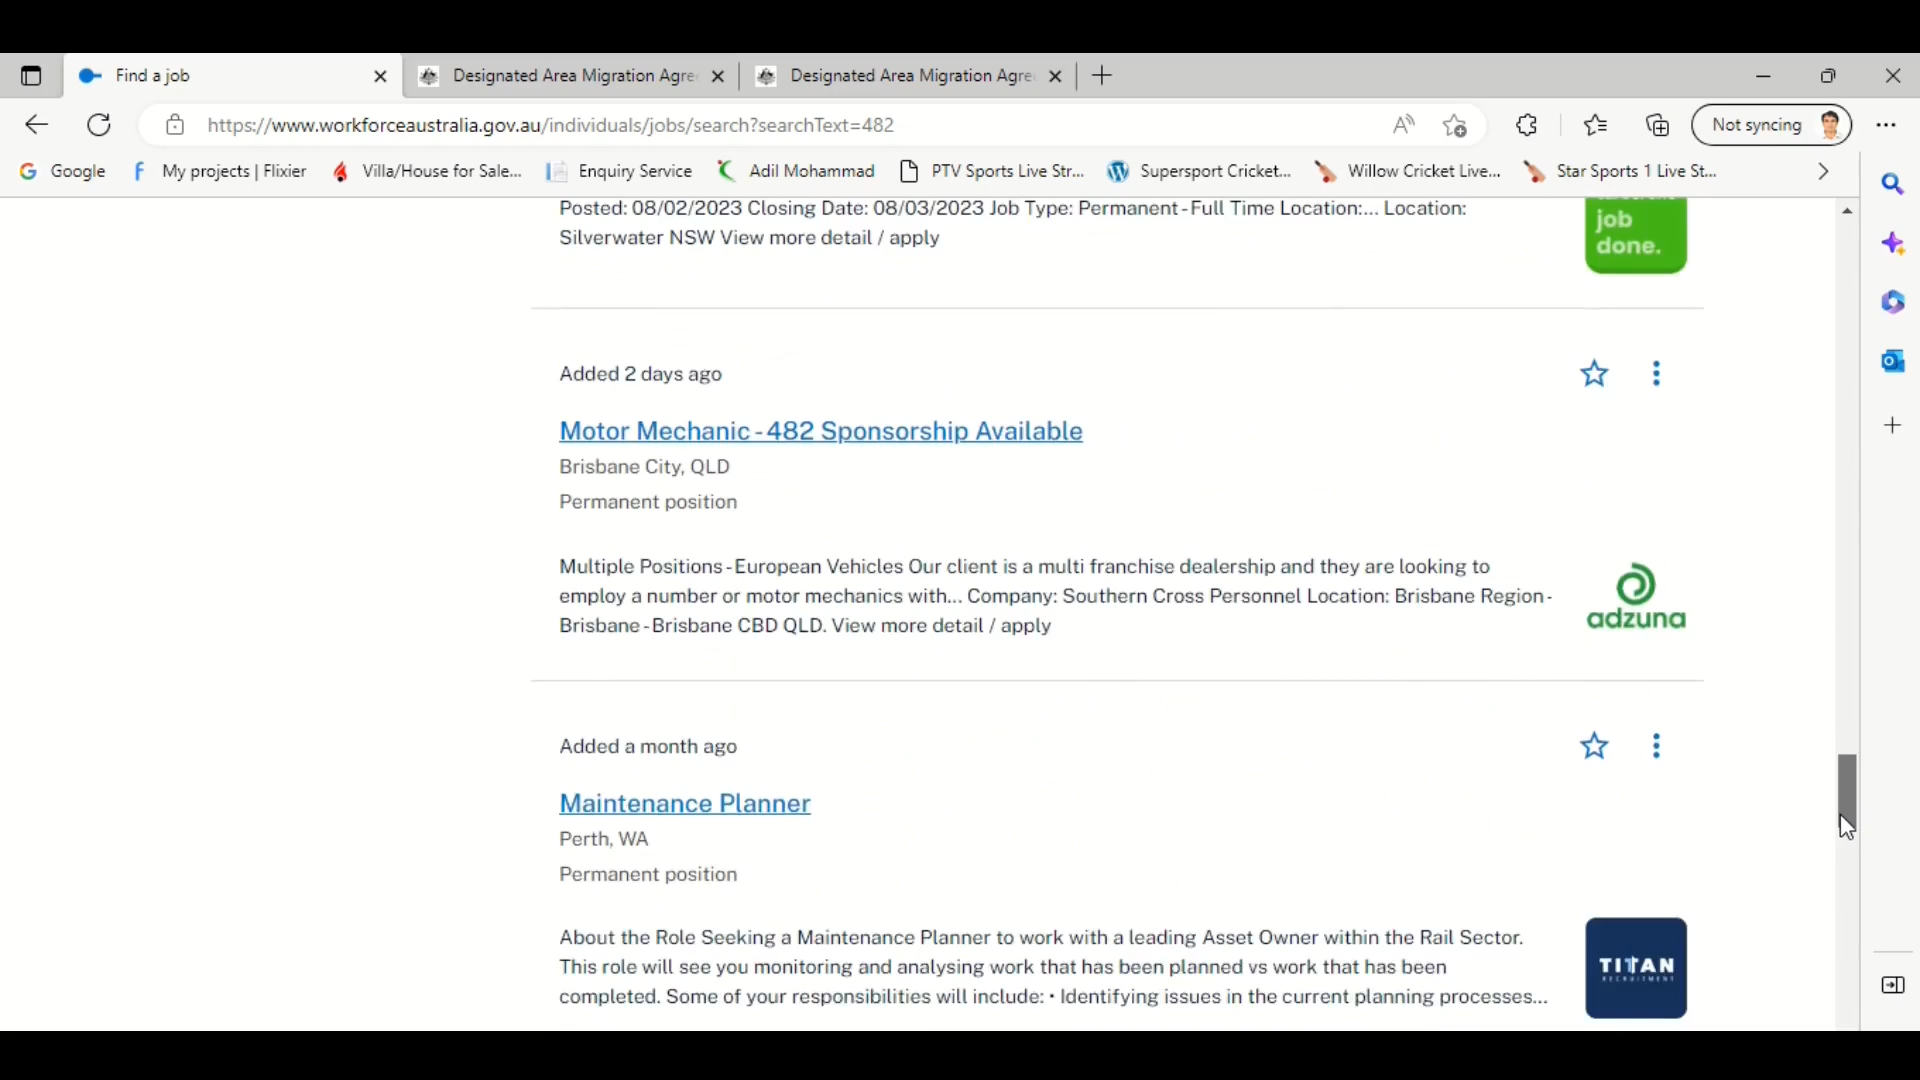 Find a job
Designated Area Migration Agre
Designated Area Migration Agre
https://www.workforceaustralia.gov.au/individuals/jobs/search?searchText=482
Not syncing
Google
My projects | Flixier
Villa/House for Sale...
Enquiry Service
Adil Mohammad
PTV Sports Live Str...
Supersport Cricket...
Willow Cricket Live...
Star Sports 1 Live St...
Posted: 08/02/2023 Closing Date: 08/03/2023 Job Type: Permanent - Full Time Location:... Location:
Silverwater NSW View more detail / apply
job
done.
Added 2 days ago
Motor Mechanic - 482 Sponsorship Available
Brisbane City, QLD
Permanent position
Multiple Positions - European Vehicles Our client is a multi franchise dealership and they are looking to
employ a number or motor mechanics with... Company: Southern Cross Personnel Location: Brisbane Region -
Brisbane - Brisbane CBD QLD. View more detail / apply
adzuna
Added a month ago
Maintenance Planner
Perth, WA
Permanent position
About the Role Seeking a Maintenance Planner to work with a leading Asset Owner within the Rail Sector.
This role will see you monitoring and analysing work that has been planned vs work that has been
completed. Some of your responsibilities will include: • Identifying issues in the current planning processes...
TITAN
RECRUITMENT